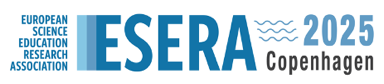 EUROPEAN
SCIENCE
EDUCATION
RESEARCH
ASSOCIATION
ESERA
2025
Copenhagen